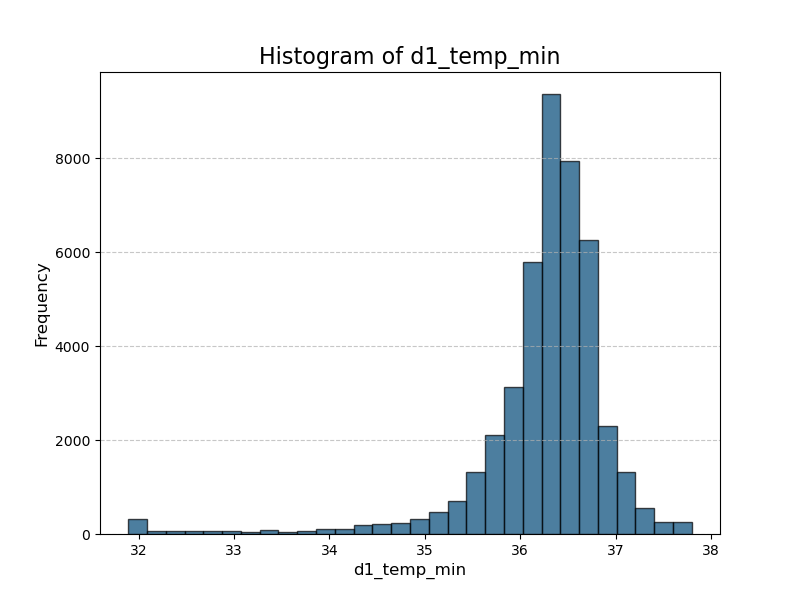 Histogram of d1_temp_min
Frequency
8000
6000
4000
2000
0
32 33 34 35 36 37 38
d1_temp_min